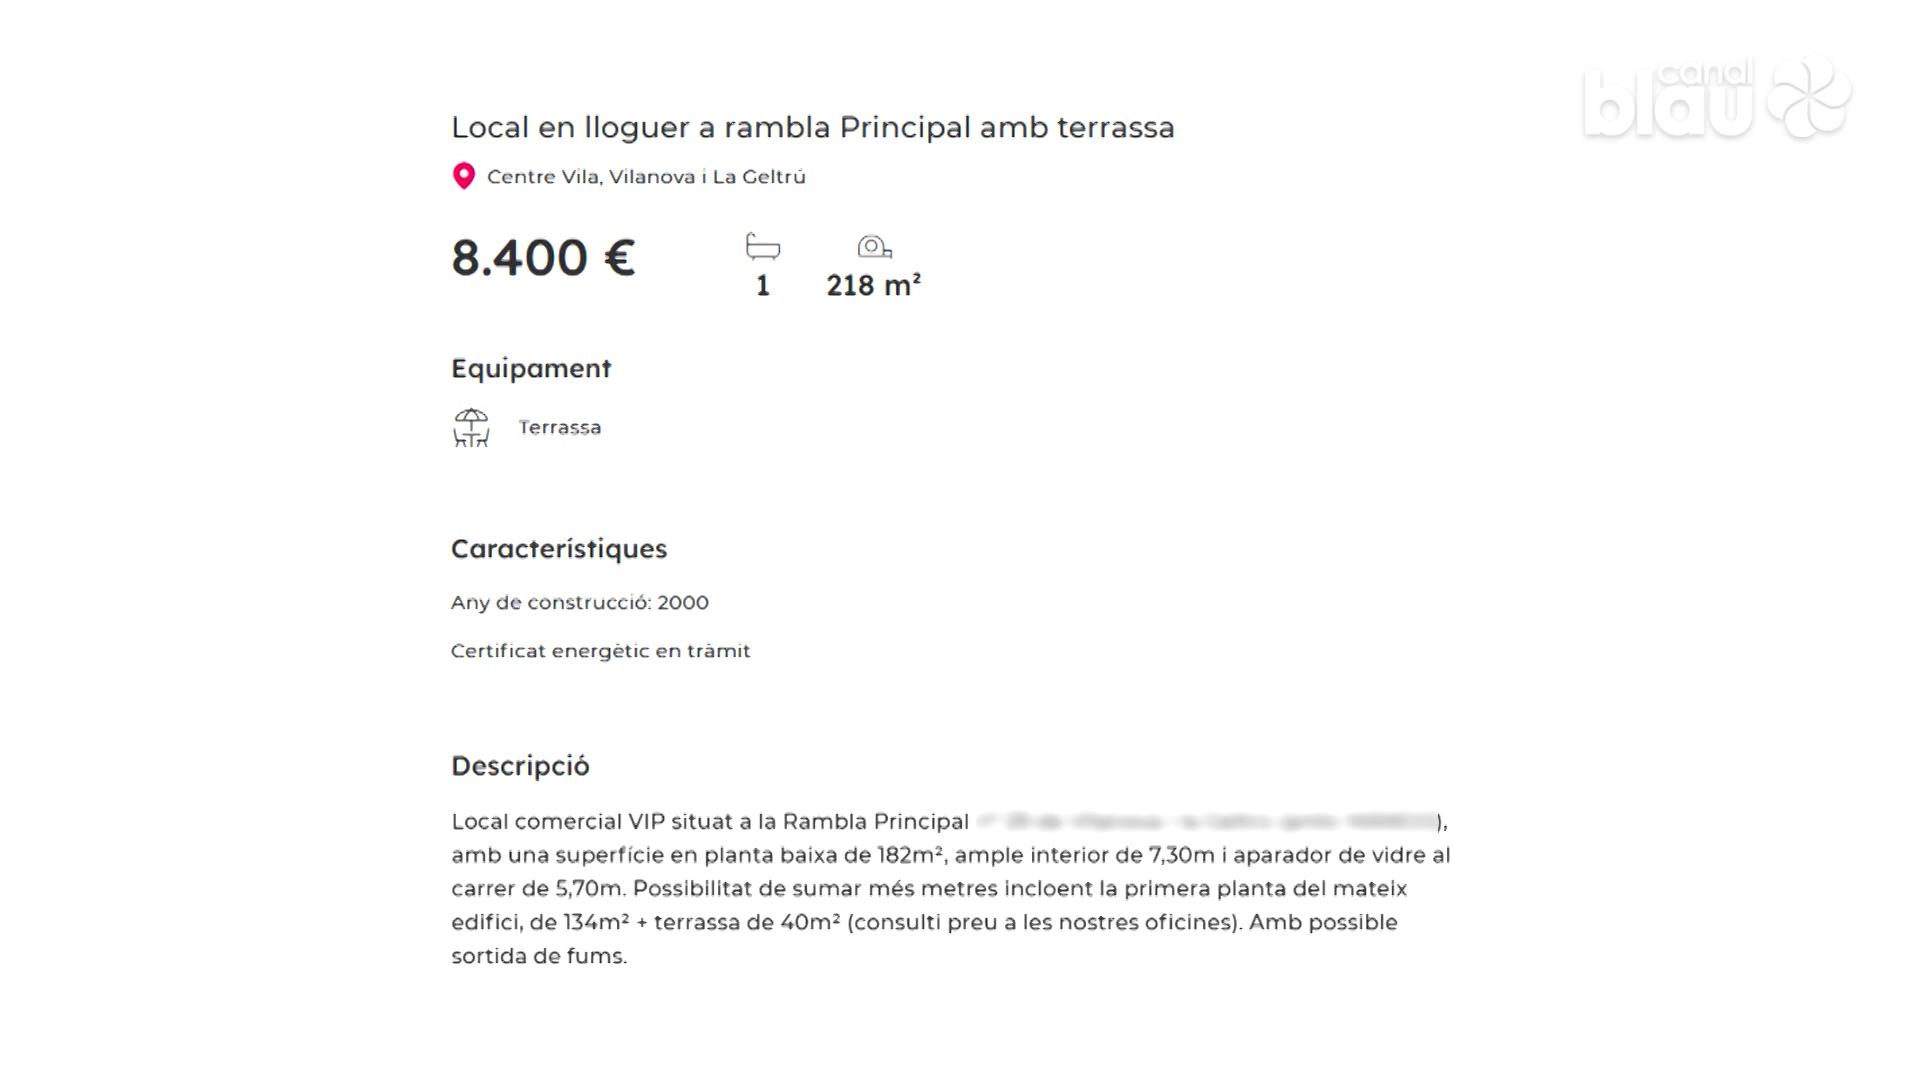 canal
blau
Local en lloguer a rambla Principal amb terrassa
Centre Vila, Vilanova i La Geltrú
8.400 €
1
218 m²
Equipament
Terrassa
Característiques
Any de construcció: 2000
Certificat energètic en tràmit
Descripció
Local comercial VIP situat a la Rambla Principal ),
amb una superfície en planta baixa de 182m², ample interior de 7,30m i aparador de vidre al
carrer de 5,70m. Possibilitat de sumar més metres incloent la primera planta del mateix
edifici, de 134m² + terrassa de 40m² (consulti preu a les nostres oficines). Amb possible
sortida de fums.